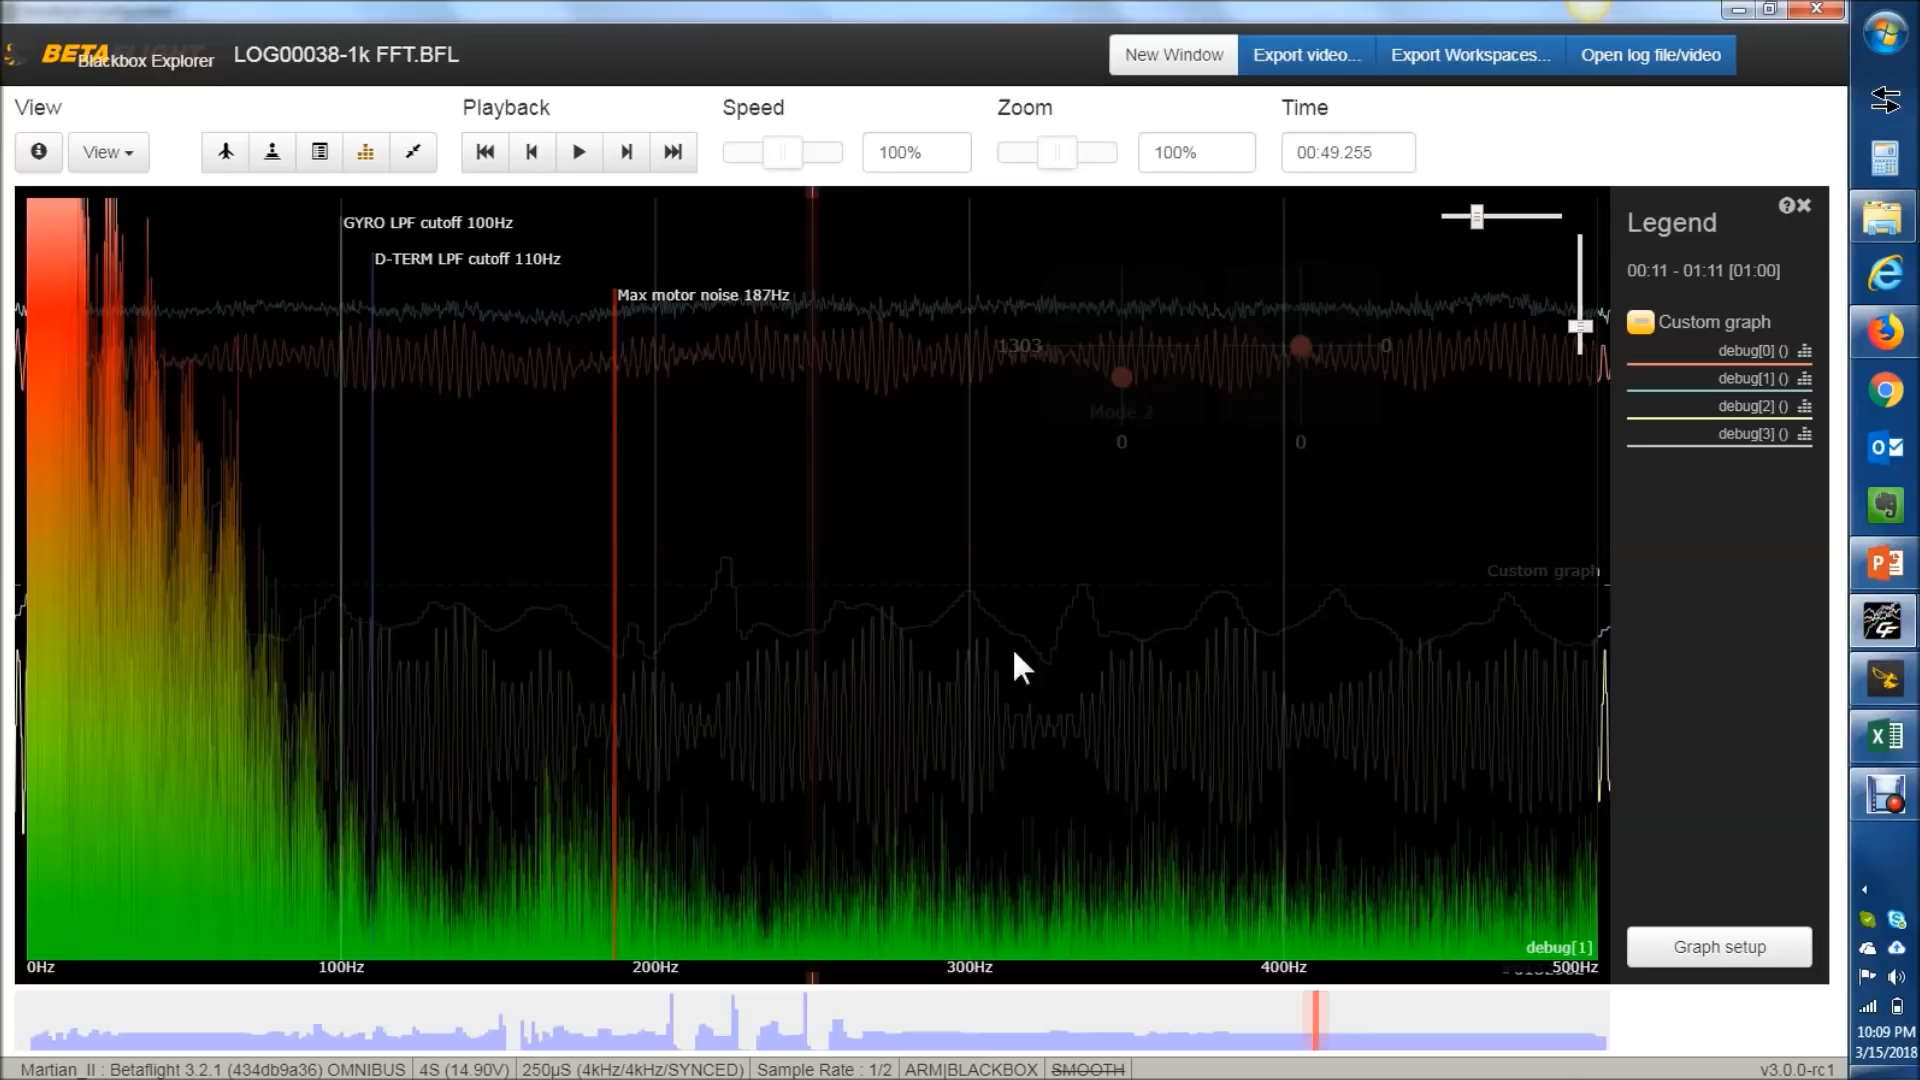 BETAFLIGHT
Blackbox Explorer
LOG00038-1k FFT.BFL
New Window
Export video...
Export Workspaces...
Open log file/video
View
Playback
Speed
Zoom
Time
View
100%
100%
00:49.255
GYRO LPF cutoff 100Hz
D-TERM LPF cutoff 110Hz
Max motor noise 187Hz
1303
0
Mode 2
0
0
Custom graph
debug[1]
0Hz
100Hz
200Hz
300Hz
400Hz
500Hz
Legend
00:11 - 01:11 [01:00]
Custom graph
debug[0] ()
debug[1] ()
debug[2] ()
debug[3] ()
Graph setup
Martian_II : Betaflight 3.2.1 (434db9a36) OMNIBUS
4S (14.90V)
250µS (4kHz/4kHz/SYNCED)
Sample Rate : 1/2
ARM|BLACKBOX
SMOOTH
v3.0.0-rc1
10:09 PM
3/15/2018